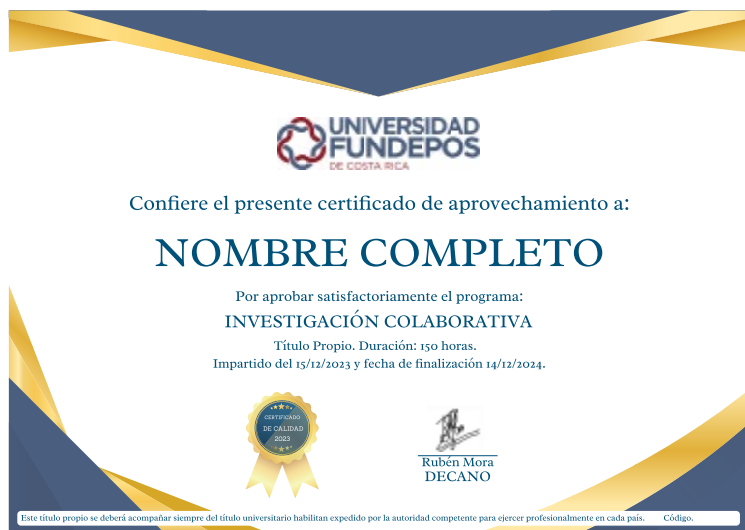 UNIVERSIDAD
FUNDEPOS
DE COSTA RICA
Confiere el presente certificado de aprovechamiento a:
NOMBRE COMPLETO
Por aprobar satisfactoriamente el programa:
INVESTIGACIÓN COLABORATIVA
Título Propio. Duración: 150 horas.
Impartido del 15/12/2023 y fecha de finalización 14/12/2024.
CERTIFICADO
DE CALIDAD
2023
Rubén Mora
DECANO
Este título propio se deberá acompañar siempre del título universitario habilitan expedido por la autoridad competente para ejercer profesionalmente en cada país. Código.